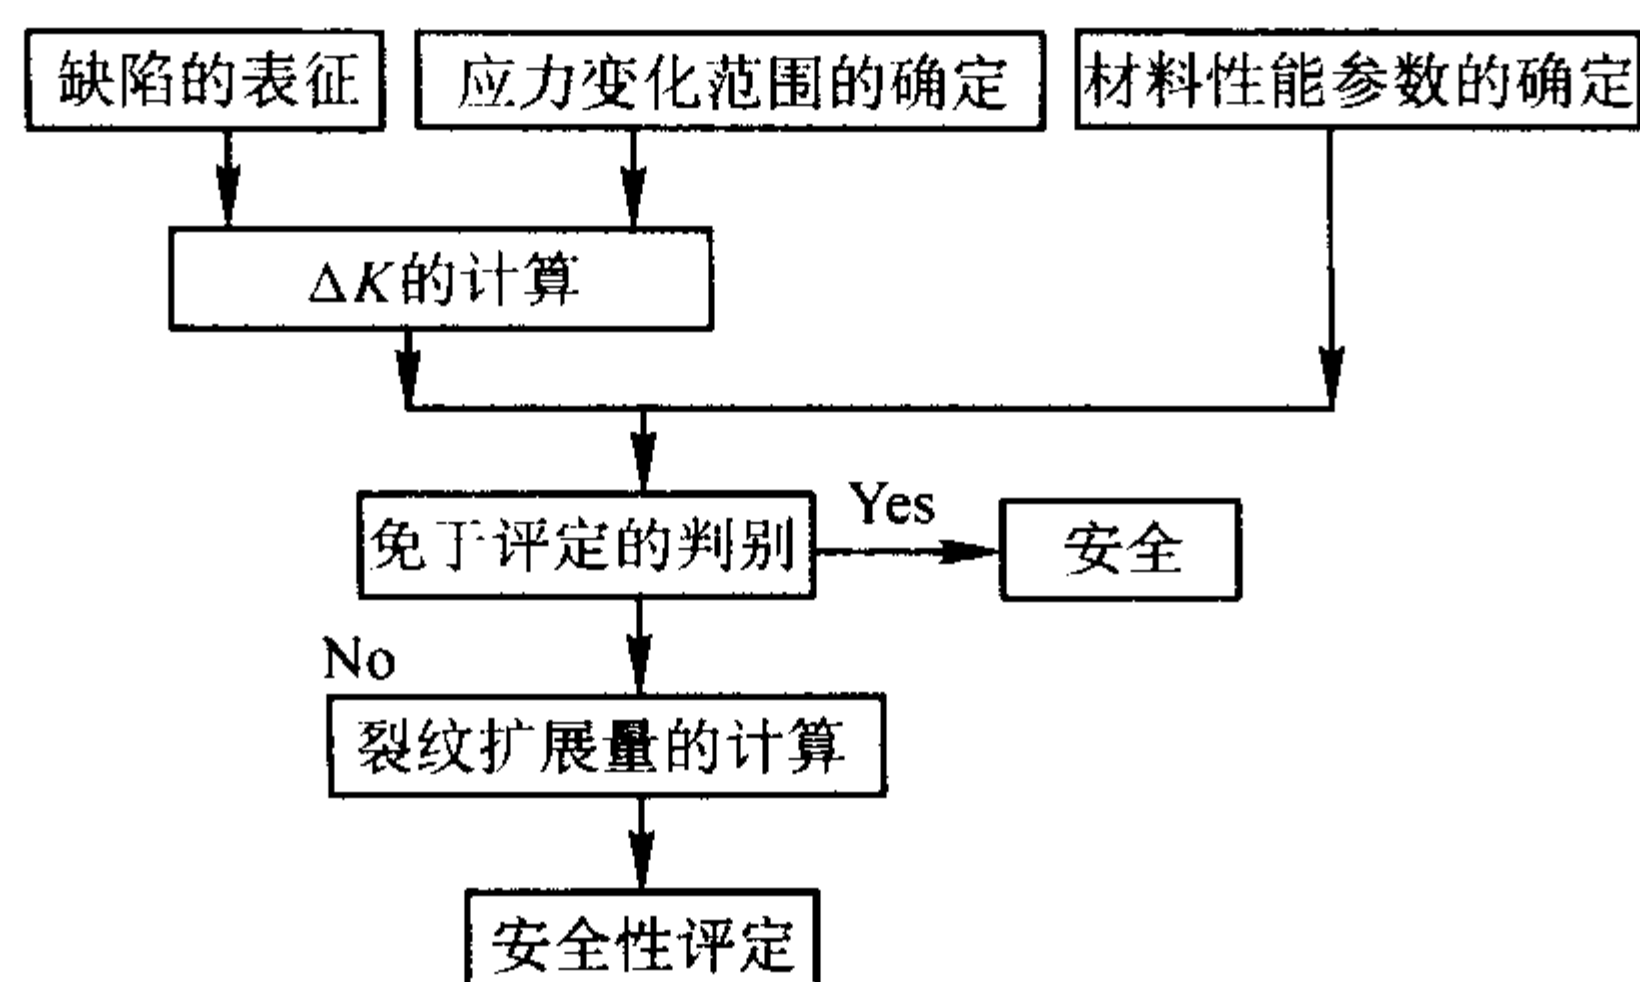 缺陷的表征
应力变化范围的确定
材料性能参数的确定
ΔK的计算
免于评定的判别
Yes
安全
No
裂纹扩展量的计算
安全性评定